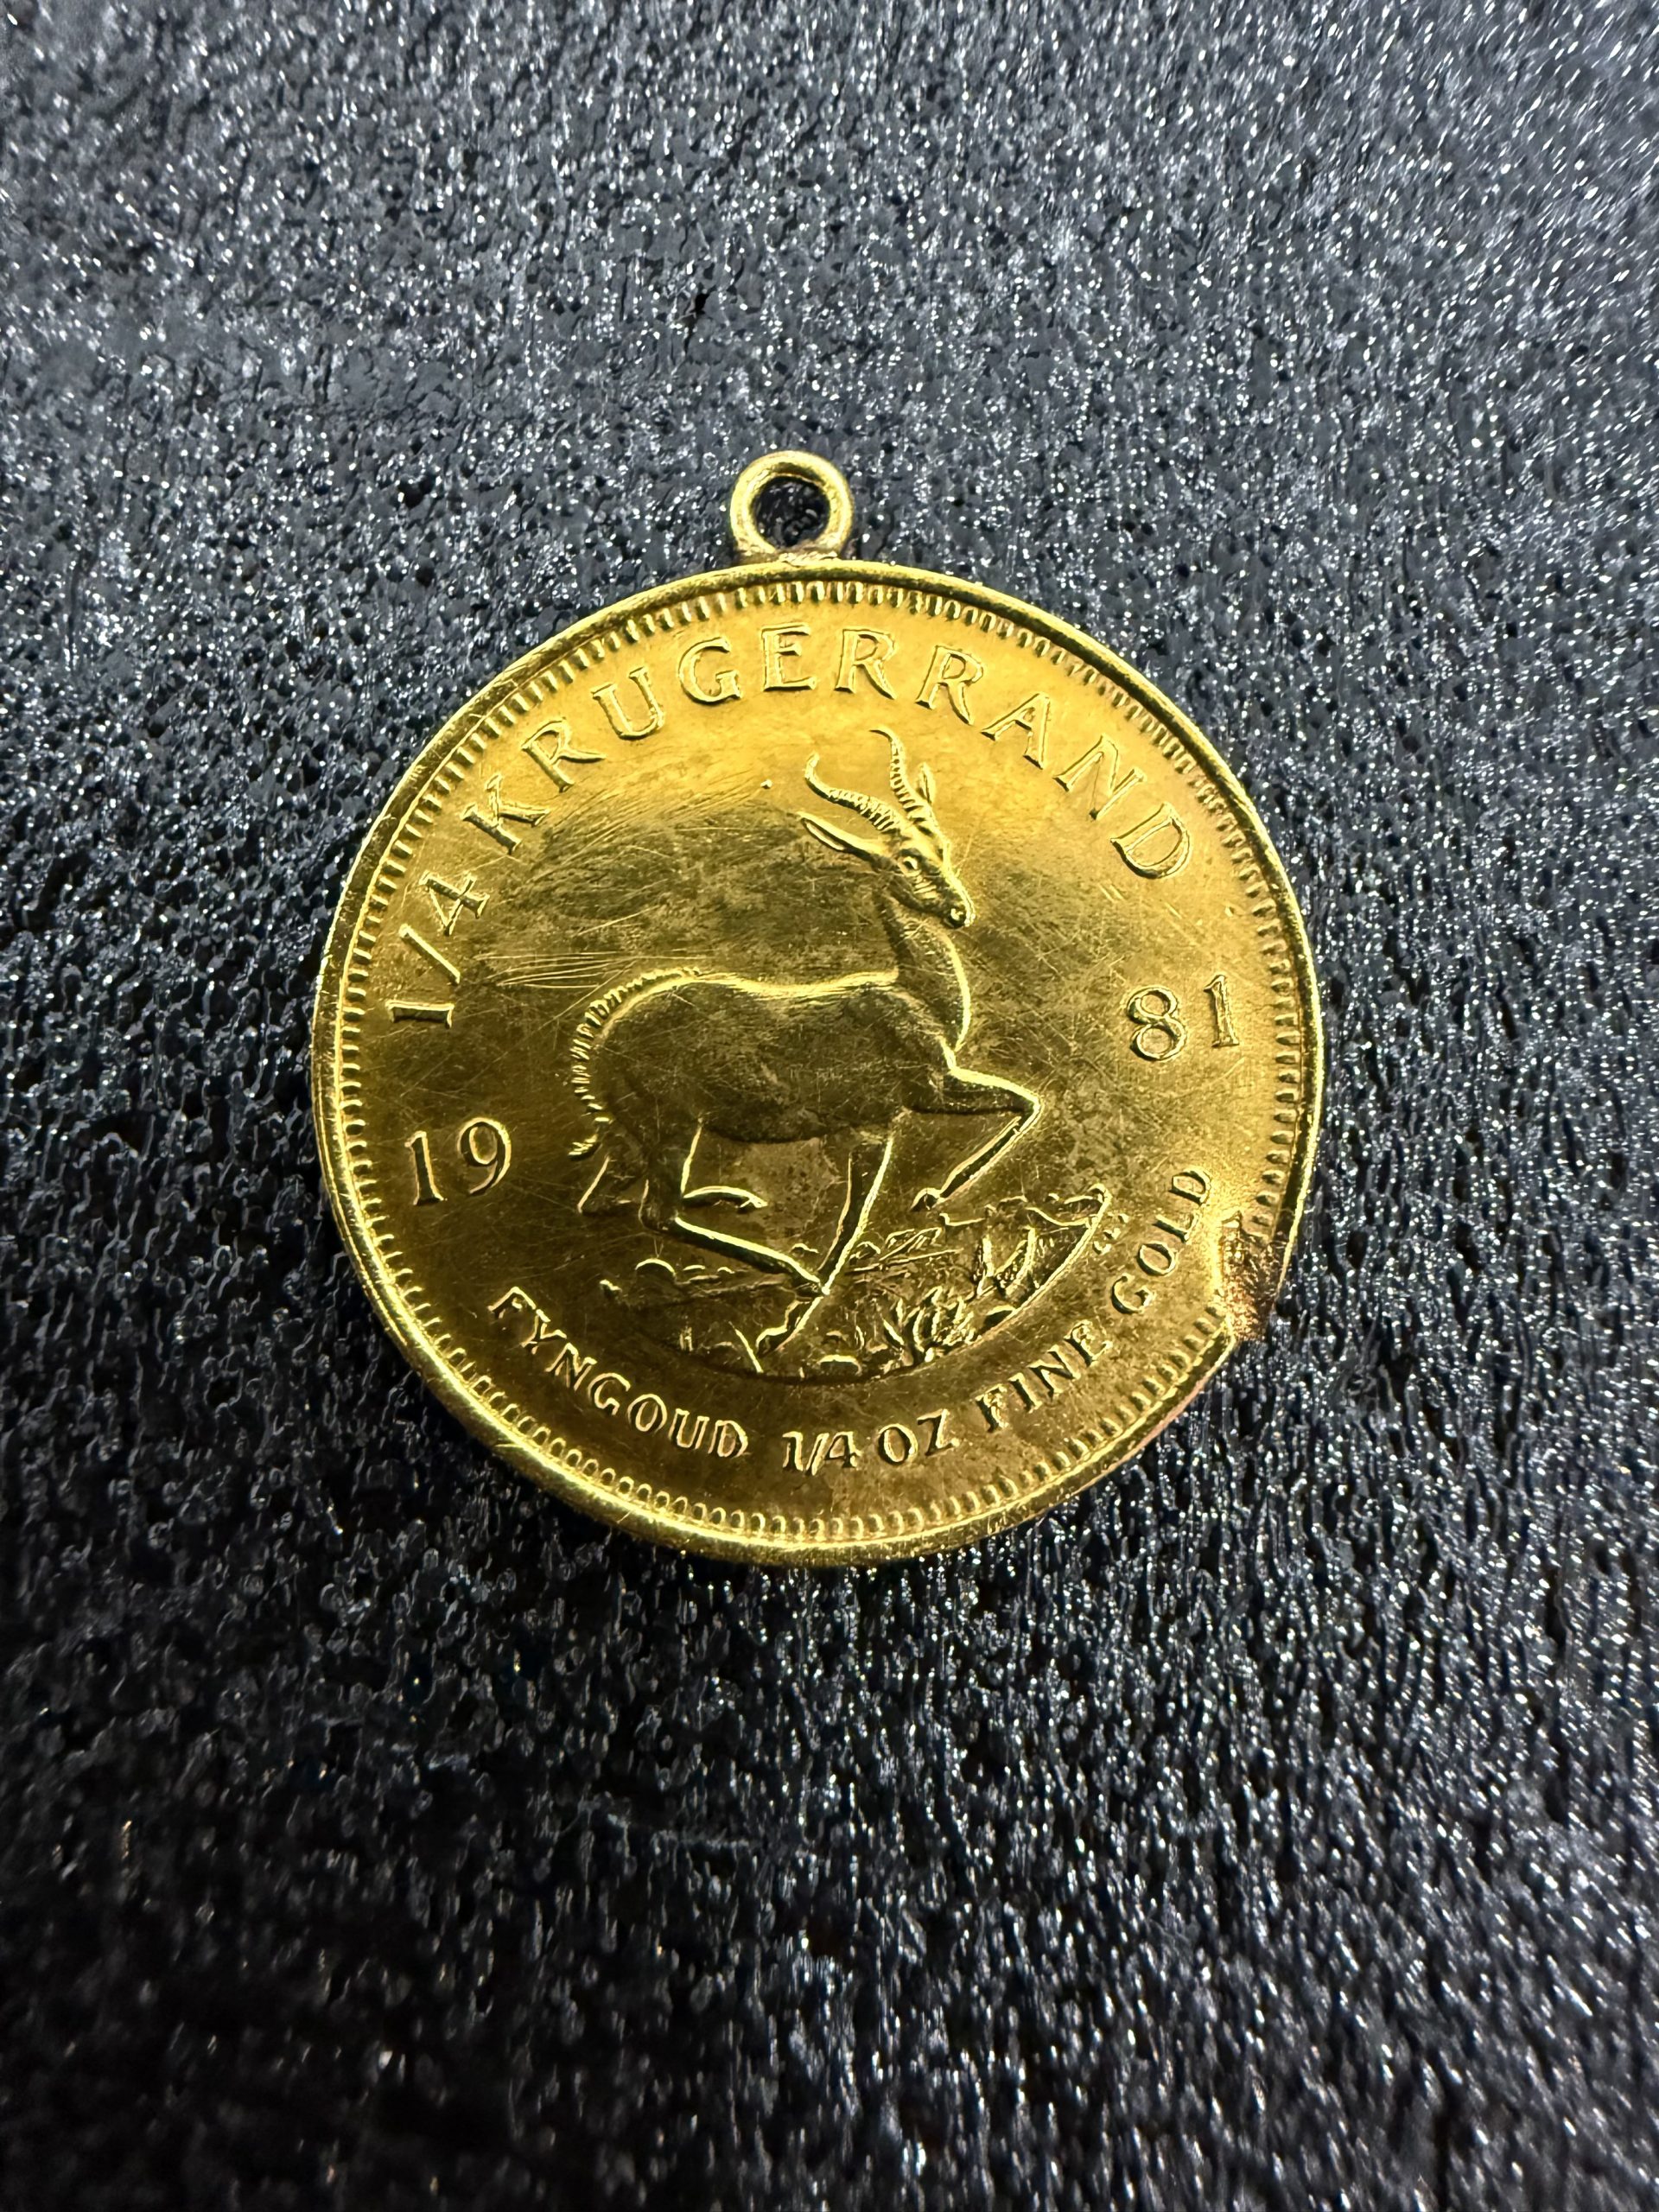 1/4 KRUGERRAND
19 81
FYNGOUD 1/4 OZ FINE GOLD